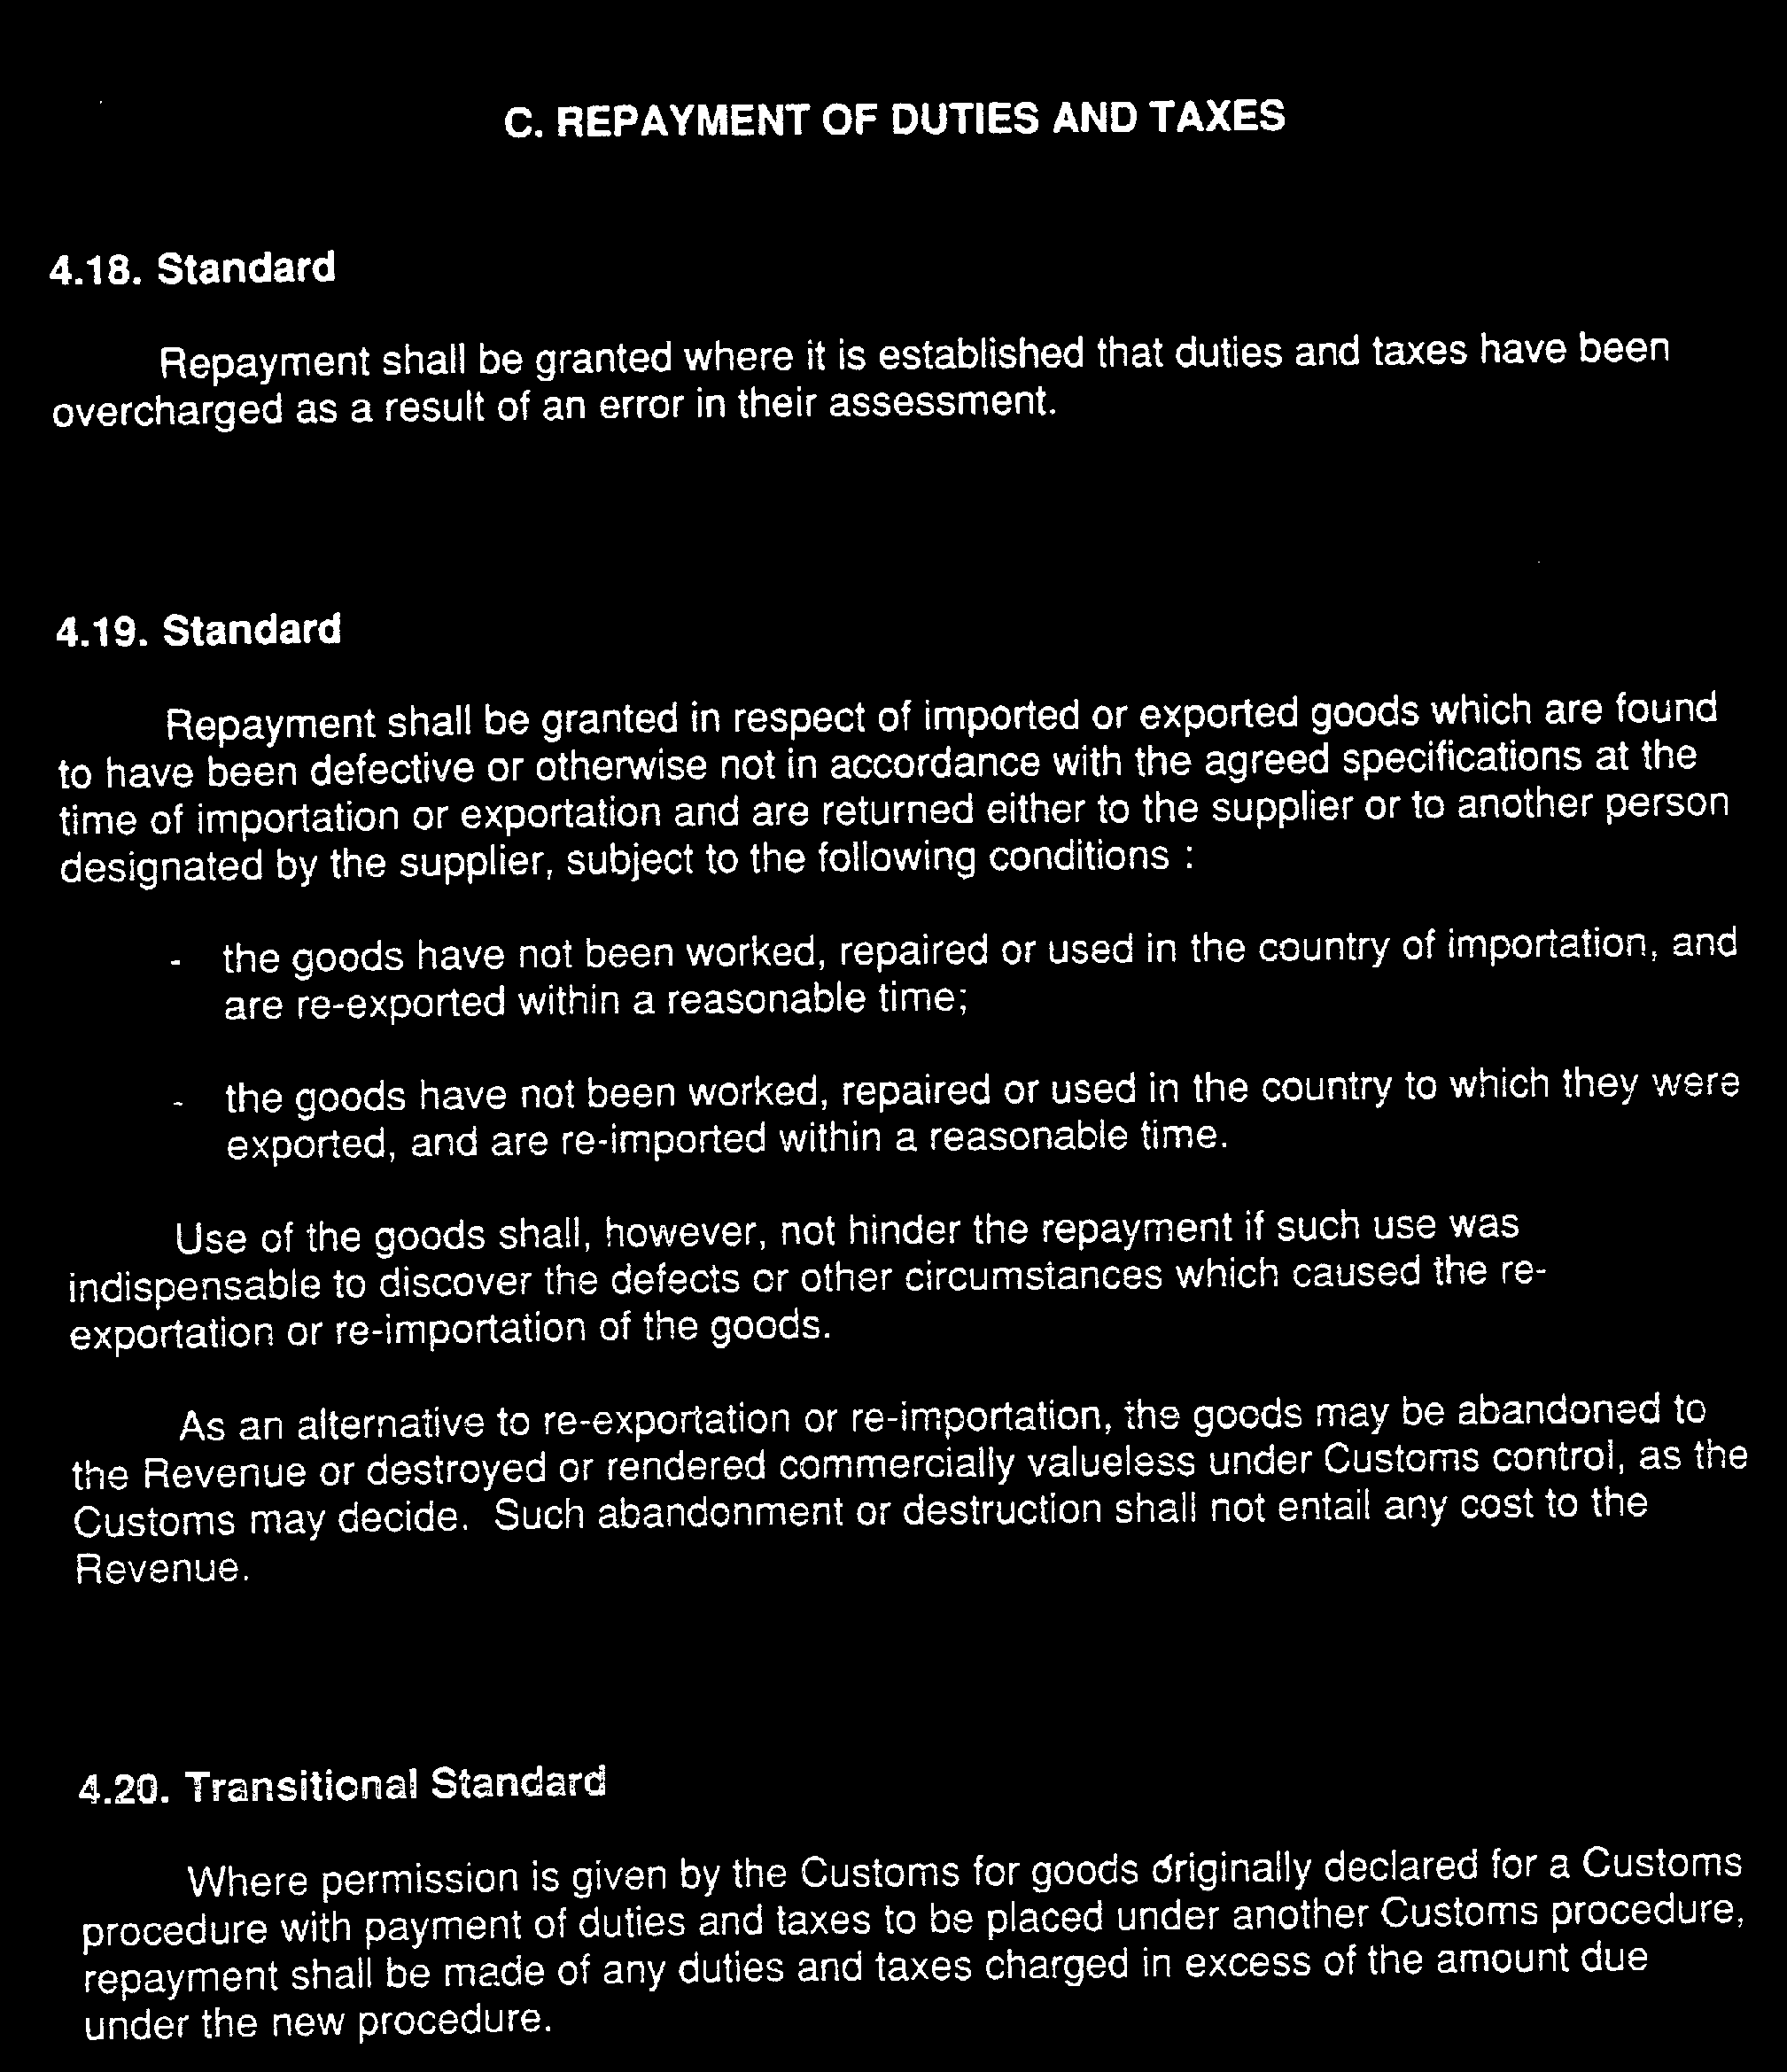 C. REPAYMENT OF DUTIES AND TAXES
4.18. Standard
Repayment shall be granted where it is established that duties and taxes have been
overcharged as a result of an error in their assessment.
4.19. Standard
Repayment shall be granted in respect of imported or exported goods which are found
to have been defective or otherwise not in accordance with the agreed specifications at the
time of importation or exportation and are returned either to the supplier or to another person
designated by the supplier, subject to the following conditions :
- the goods have not been worked, repaired or used in the country of importation, and
are re-exported within a reasonable time;
- the goods have not been worked, repaired or used in the country to which they were
exported, and are re-imported within a reasonable time.
Use of the goods shall, however, not hinder the repayment if such use was
indispensable to discover the defects or other circumstances which caused the re-
exportation or re-importation of the goods.
As an alternative to re-exportation or re-importation, the goods may be abandoned to
the Revenue or destroyed or rendered commercially valueless under Customs control, as the
Customs may decide. Such abandonment or destruction shall not entail any cost to the
Revenue.
4.20. Transitional Standard
Where permission is given by the Customs for goods originally declared for a Customs
procedure with payment of duties and taxes to be placed under another Customs procedure,
repayment shall be made of any duties and taxes charged in excess of the amount due
under the new procedure.